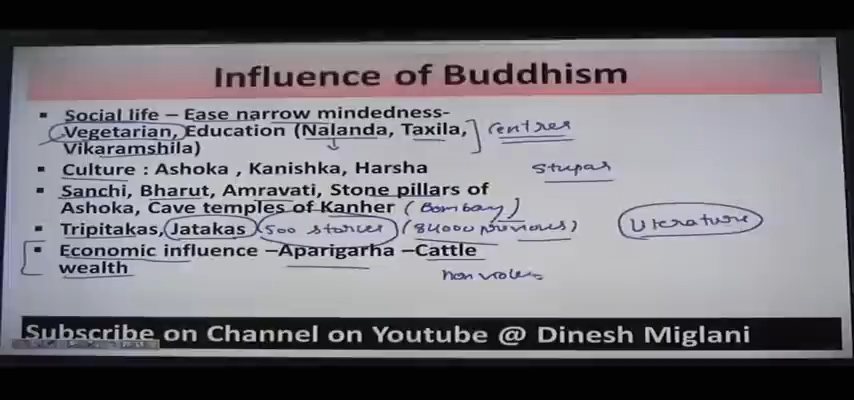 Influence of Buddhism
▪ Social life – Ease narrow mindedness-
Vegetarian, Education (Nalanda, Taxila, centres
Vikaramshila)
▪ Culture : Ashoka , Kanishka, Harsha
stupas
▪ Sanchi, Bharut, Amravati, Stone pillars of
Ashoka, Cave temples of Kanher (Bombay)
▪ Tripitakas, Jatakas (500 stories) (84000 previous) Literature
▪ Economic influence –Aparigarha –Cattle
wealth
non
Subscribe on Channel on Youtube @ Dinesh Miglani